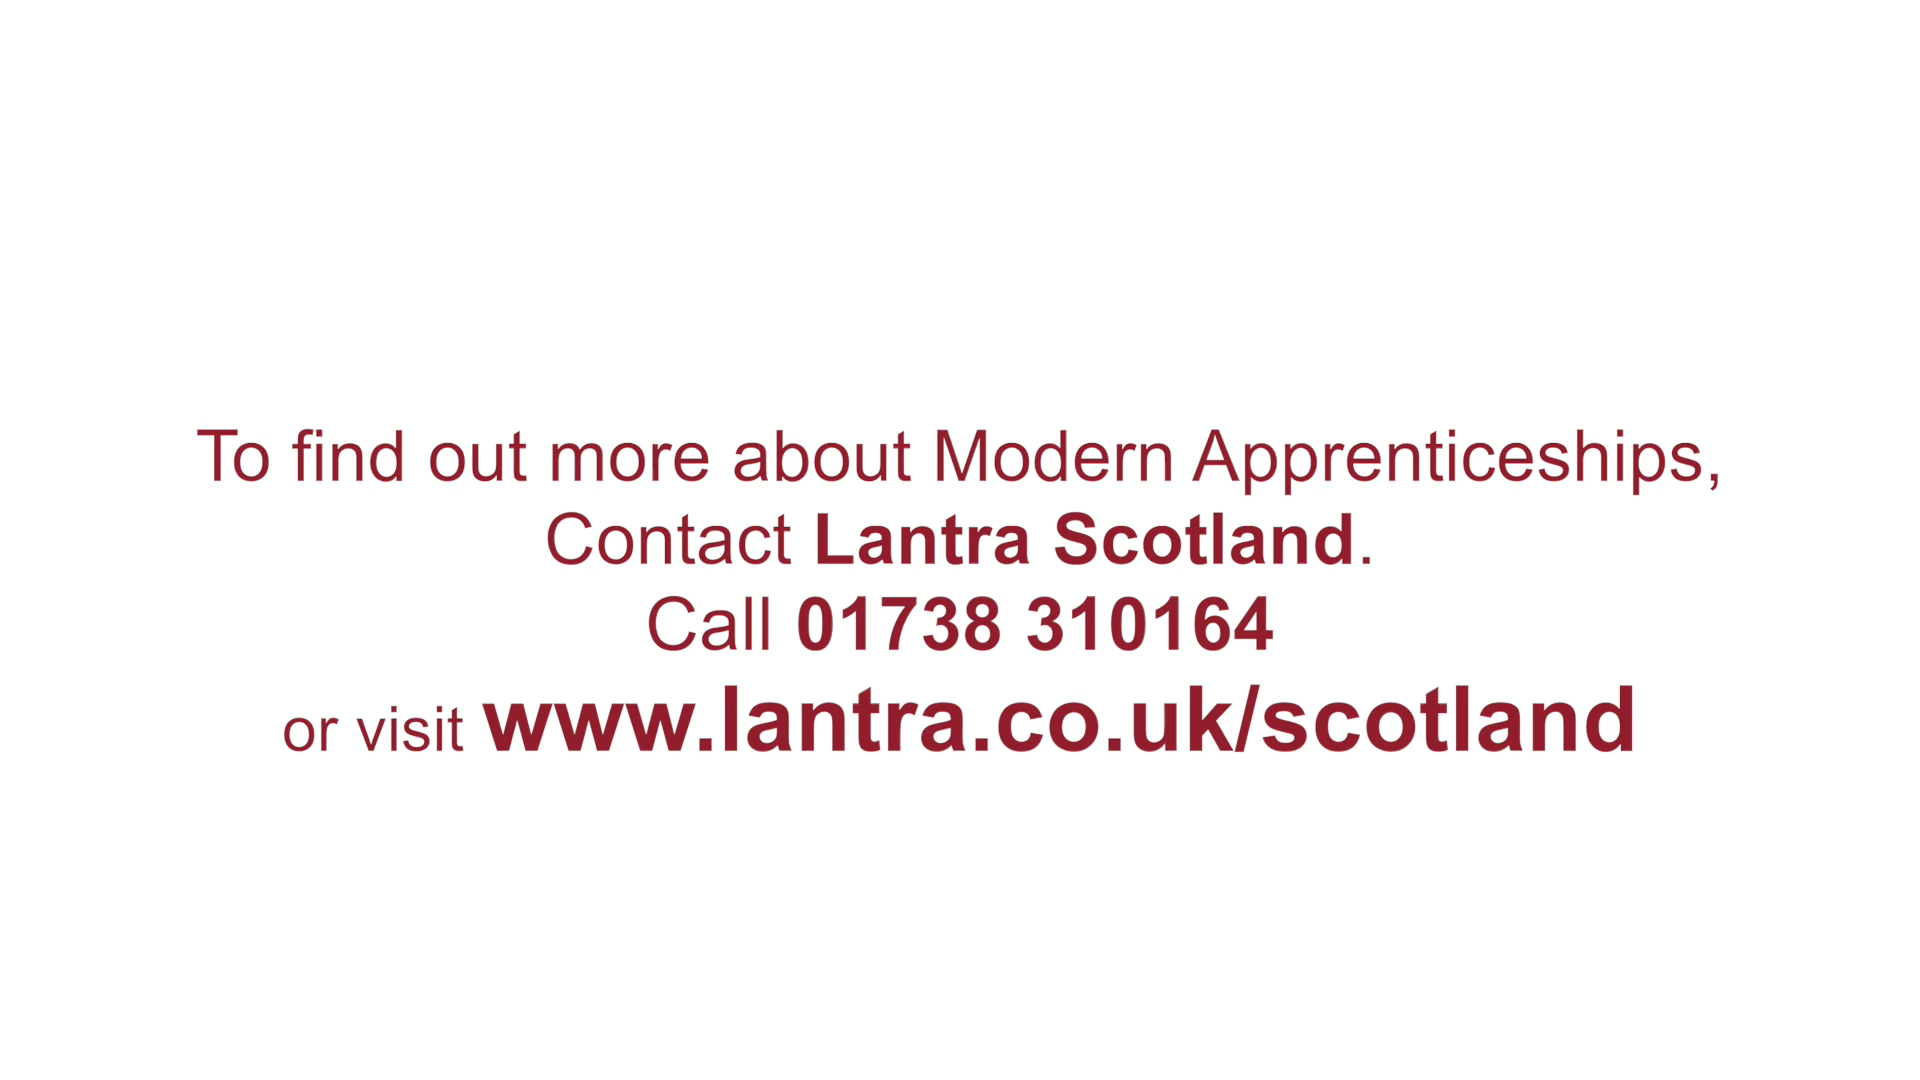 To find out more about Modern Apprenticeships,
Contact Lantra Scotland.
Call 01738 310164
or visit www.lantra.co.uk/scotland